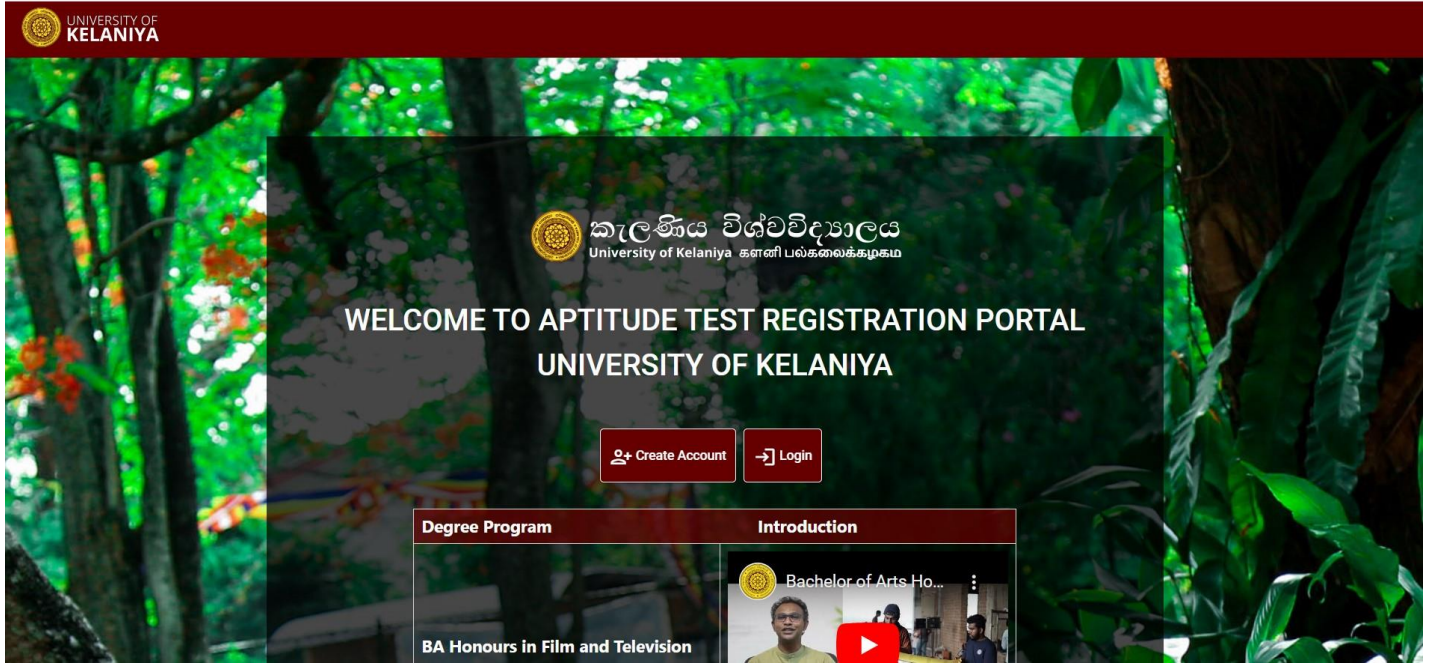 UNIVERSITY OF
KELANIYA
කැලණිය විශ්වවිද්‍යාලය
University of Kelaniya களனி பல்கலைக்கழகம்
WELCOME TO APTITUDE TEST REGISTRATION PORTAL
UNIVERSITY OF KELANIYA
Create Account Login
Degree Program Introduction
Bachelor of Arts Ho...
BA Honours in Film and Television